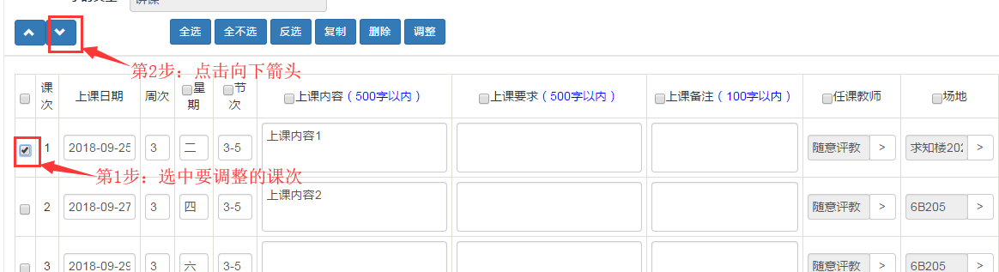 讲课
全选 全不选 反选 复制 删除 调整
第2步：点击向下箭头
课次 上课日期 周次 星期 节次 上课内容（500字以内） 上课要求（500字以内） 上课备注（100字以内） 任课教师 场地
1 2018-09-25 3 二 3-5 上课内容1 随意评教 > 求知楼202 >
第1步：选中要调整的课次
2 2018-09-27 3 四 3-5 上课内容2 随意评教 > 6B205 >
3 2018-09-29 3 六 3-5 随意评教 > 6B205 >